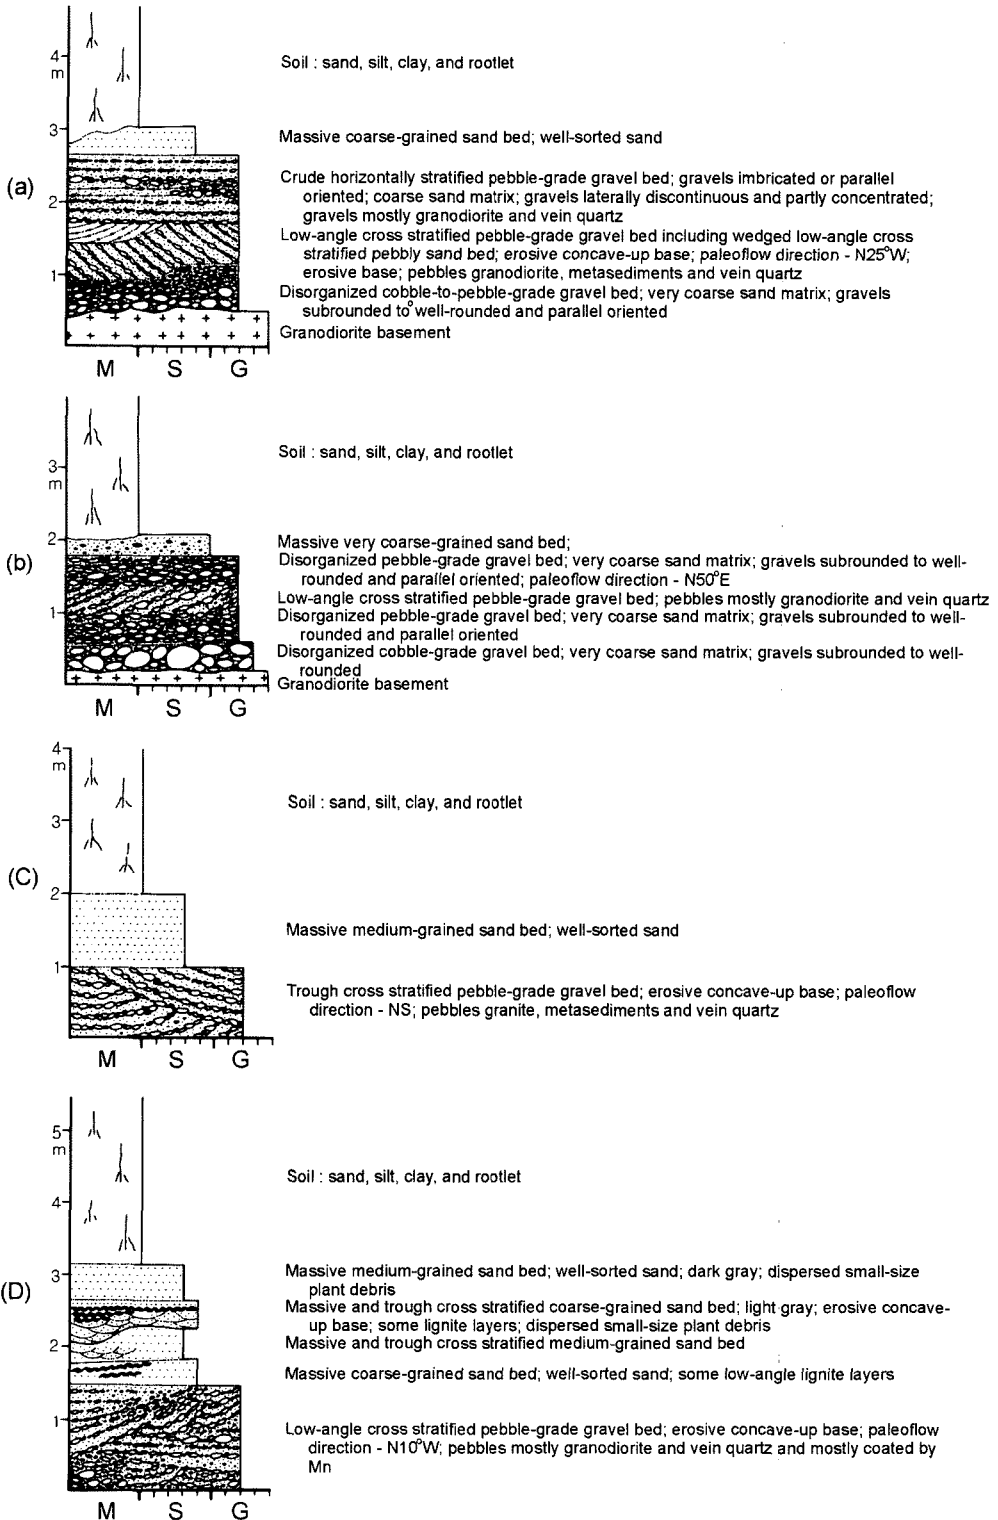 4
m
Soil : sand, silt, clay, and rootlet
3
Massive coarse-grained sand bed; well-sorted sand
(a)
Crude horizontally stratified pebble-grade gravel bed; gravels imbricated or parallel
oriented; coarse sand matrix; gravels laterally discontinuous and partly concentrated;
2
gravels mostly granodiorite and vein quartz
Low-angle cross stratified pebble-grade gravel bed including wedged low-angle cross
stratified pebbly sand bed; erosive concave-up base; paleoflow direction - N25°W;
1
erosive base; pebbles granodiorite, metasediments and vein quartz
Disorganized cobble-to-pebble-grade gravel bed; very coarse sand matrix; gravels
subrounded to well-rounded and parallel oriented
Granodiorite basement
M S G
Soil : sand, silt, clay, and rootlet
3
m
2
Massive very coarse-grained sand bed;
(b)
Disorganized pebble-grade gravel bed; very coarse sand matrix; gravels subrounded to well-
rounded and parallel oriented; paleoflow direction - N50°E
Low-angle cross stratified pebble-grade gravel bed; pebbles mostly granodiorite and vein quartz
1
Disorganized pebble-grade gravel bed; very coarse sand matrix; gravels subrounded to well-
rounded and parallel oriented
Disorganized cobble-grade gravel bed; very coarse sand matrix; gravels subrounded to well-
rounded
Granodiorite basement
M S G
4
m
Soil : sand, silt, clay, and rootlet
3
(C)
2
Massive medium-grained sand bed; well-sorted sand
1
Trough cross stratified pebble-grade gravel bed; erosive concave-up base; paleoflow
direction - NS; pebbles granite, metasediments and vein quartz
M S G
5
m
Soil : sand, silt, clay, and rootlet
4
3
Massive medium-grained sand bed; well-sorted sand; dark gray; dispersed small-size
plant debris
(D)
Massive and trough cross stratified coarse-grained sand bed; light gray; erosive concave-
up base; some lignite layers; dispersed small-size plant debris
2
Massive and trough cross stratified medium-grained sand bed
Massive coarse-grained sand bed; well-sorted sand; some low-angle lignite layers
1
Low-angle cross stratified pebble-grade gravel bed; erosive concave-up base; paleoflow
direction - N10°W; pebbles mostly granodiorite and vein quartz and mostly coated by
Mn
M S G